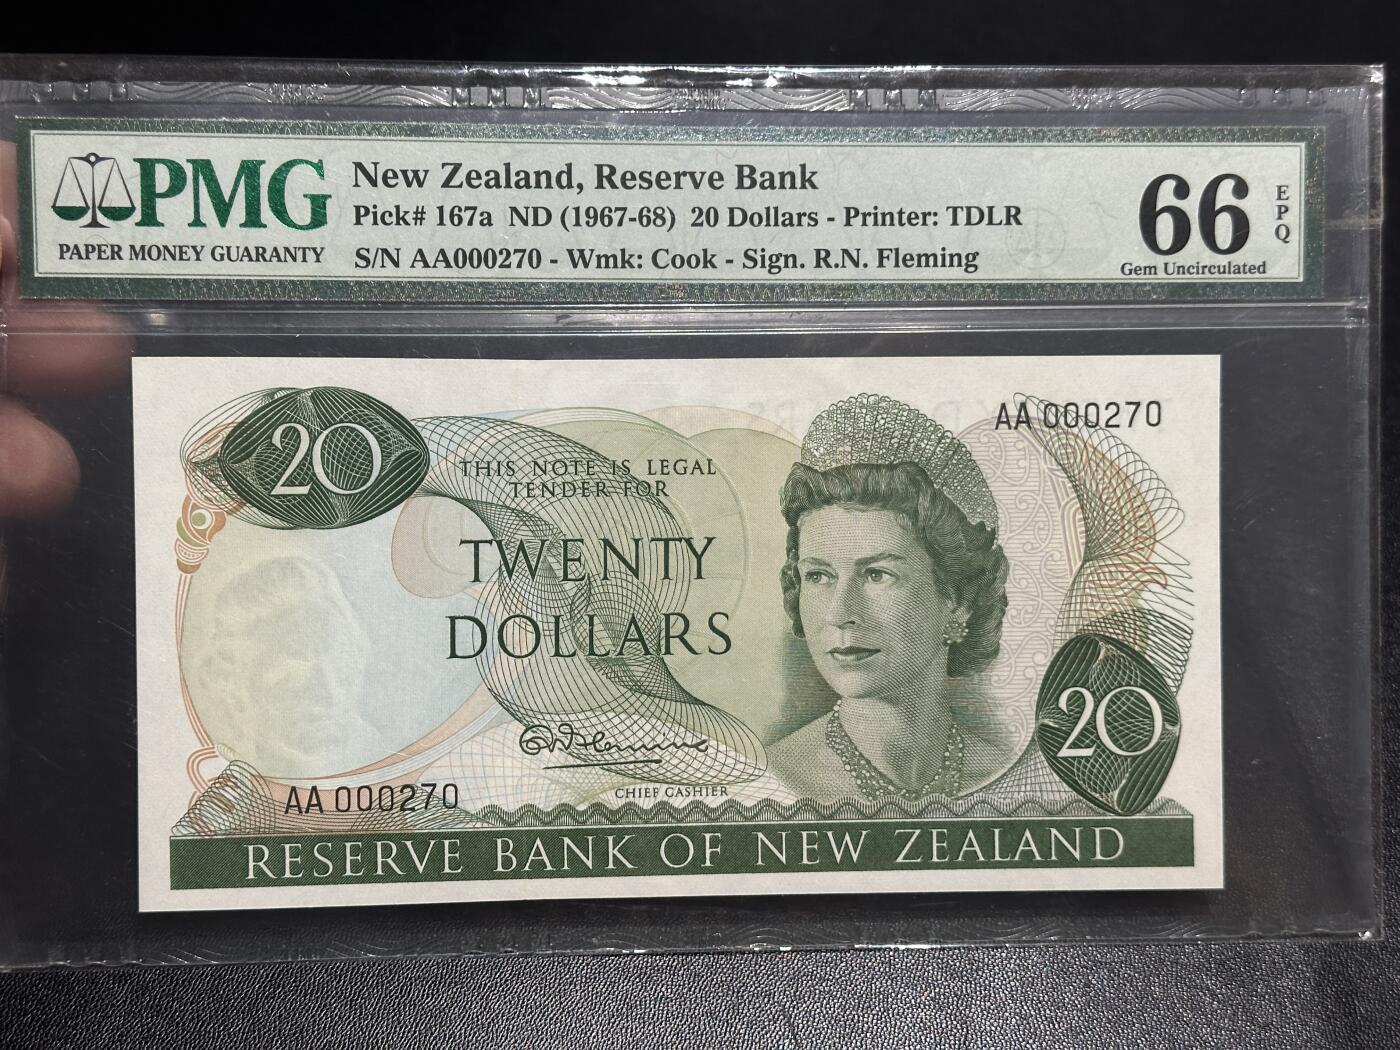 PMG
PAPER MONEY GUARANTY
New Zealand, Reserve Bank
Pick# 167a ND (1967-68) 20 Dollars - Printer: TDLR
S/N AA000270 - Wmk: Cook - Sign. R.N. Fleming
66
EPQ
Gem Uncirculated
20
AA 000270
THIS NOTE IS LEGAL
TENDER FOR
TWENTY
DOLLARS
20
RNFleming
AA 000270
CHIEF CASHIER
RESERVE BANK OF NEW ZEALAND